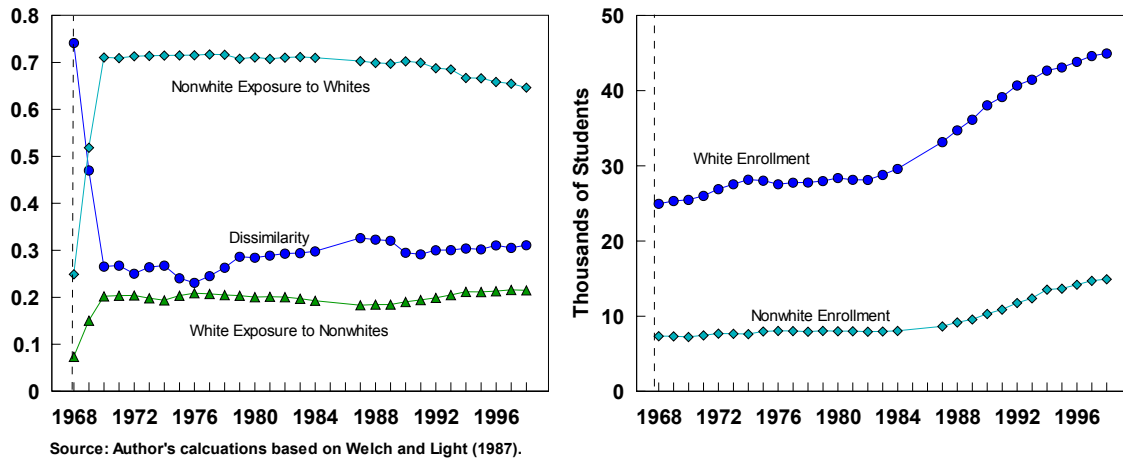 0.8
0.7
0.6
0.5
0.4
0.3
0.2
0.1
0
Nonwhite Exposure to Whites
Dissimilarity
White Exposure to Nonwhites
1968 1972 1976 1980 1984 1988 1992 1996
Source: Author's calcuations based on Welch and Light (1987).
Thousands of Students
50
40
30
20
10
0
White Enrollment
Nonwhite Enrollment
1968 1972 1976 1980 1984 1988 1992 1996